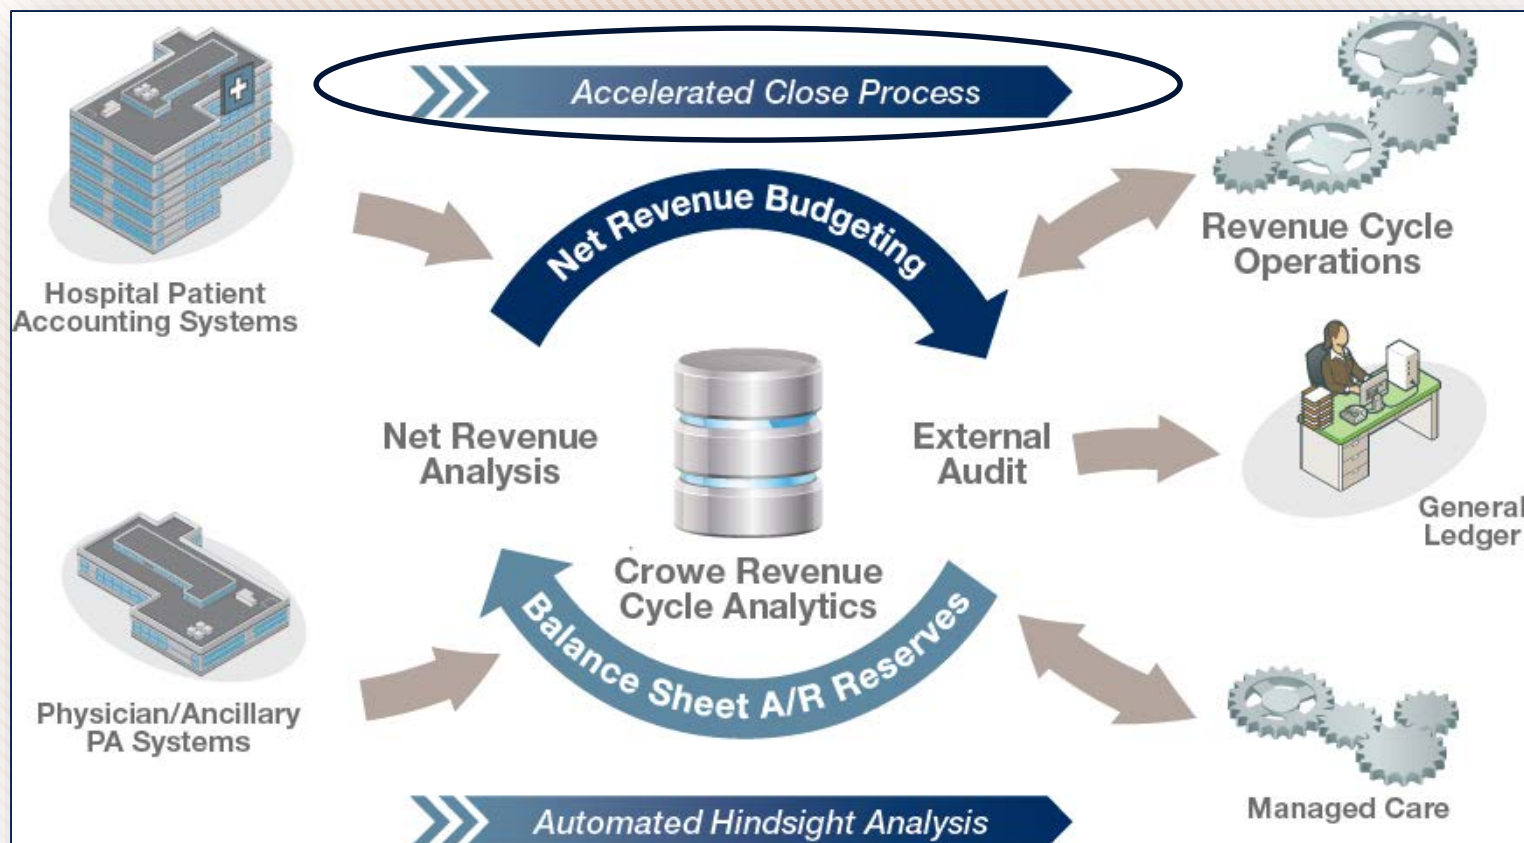 Accelerated Close Process
Net Revenue Budgeting
Revenue Cycle
Operations
Hospital Patient
Accounting Systems
Net Revenue
Analysis
External
Audit
General
Ledger
Crowe Revenue
Cycle Analytics
Balance Sheet A/R Reserves
Physician/Ancillary
PA Systems
Managed Care
Automated Hindsight Analysis